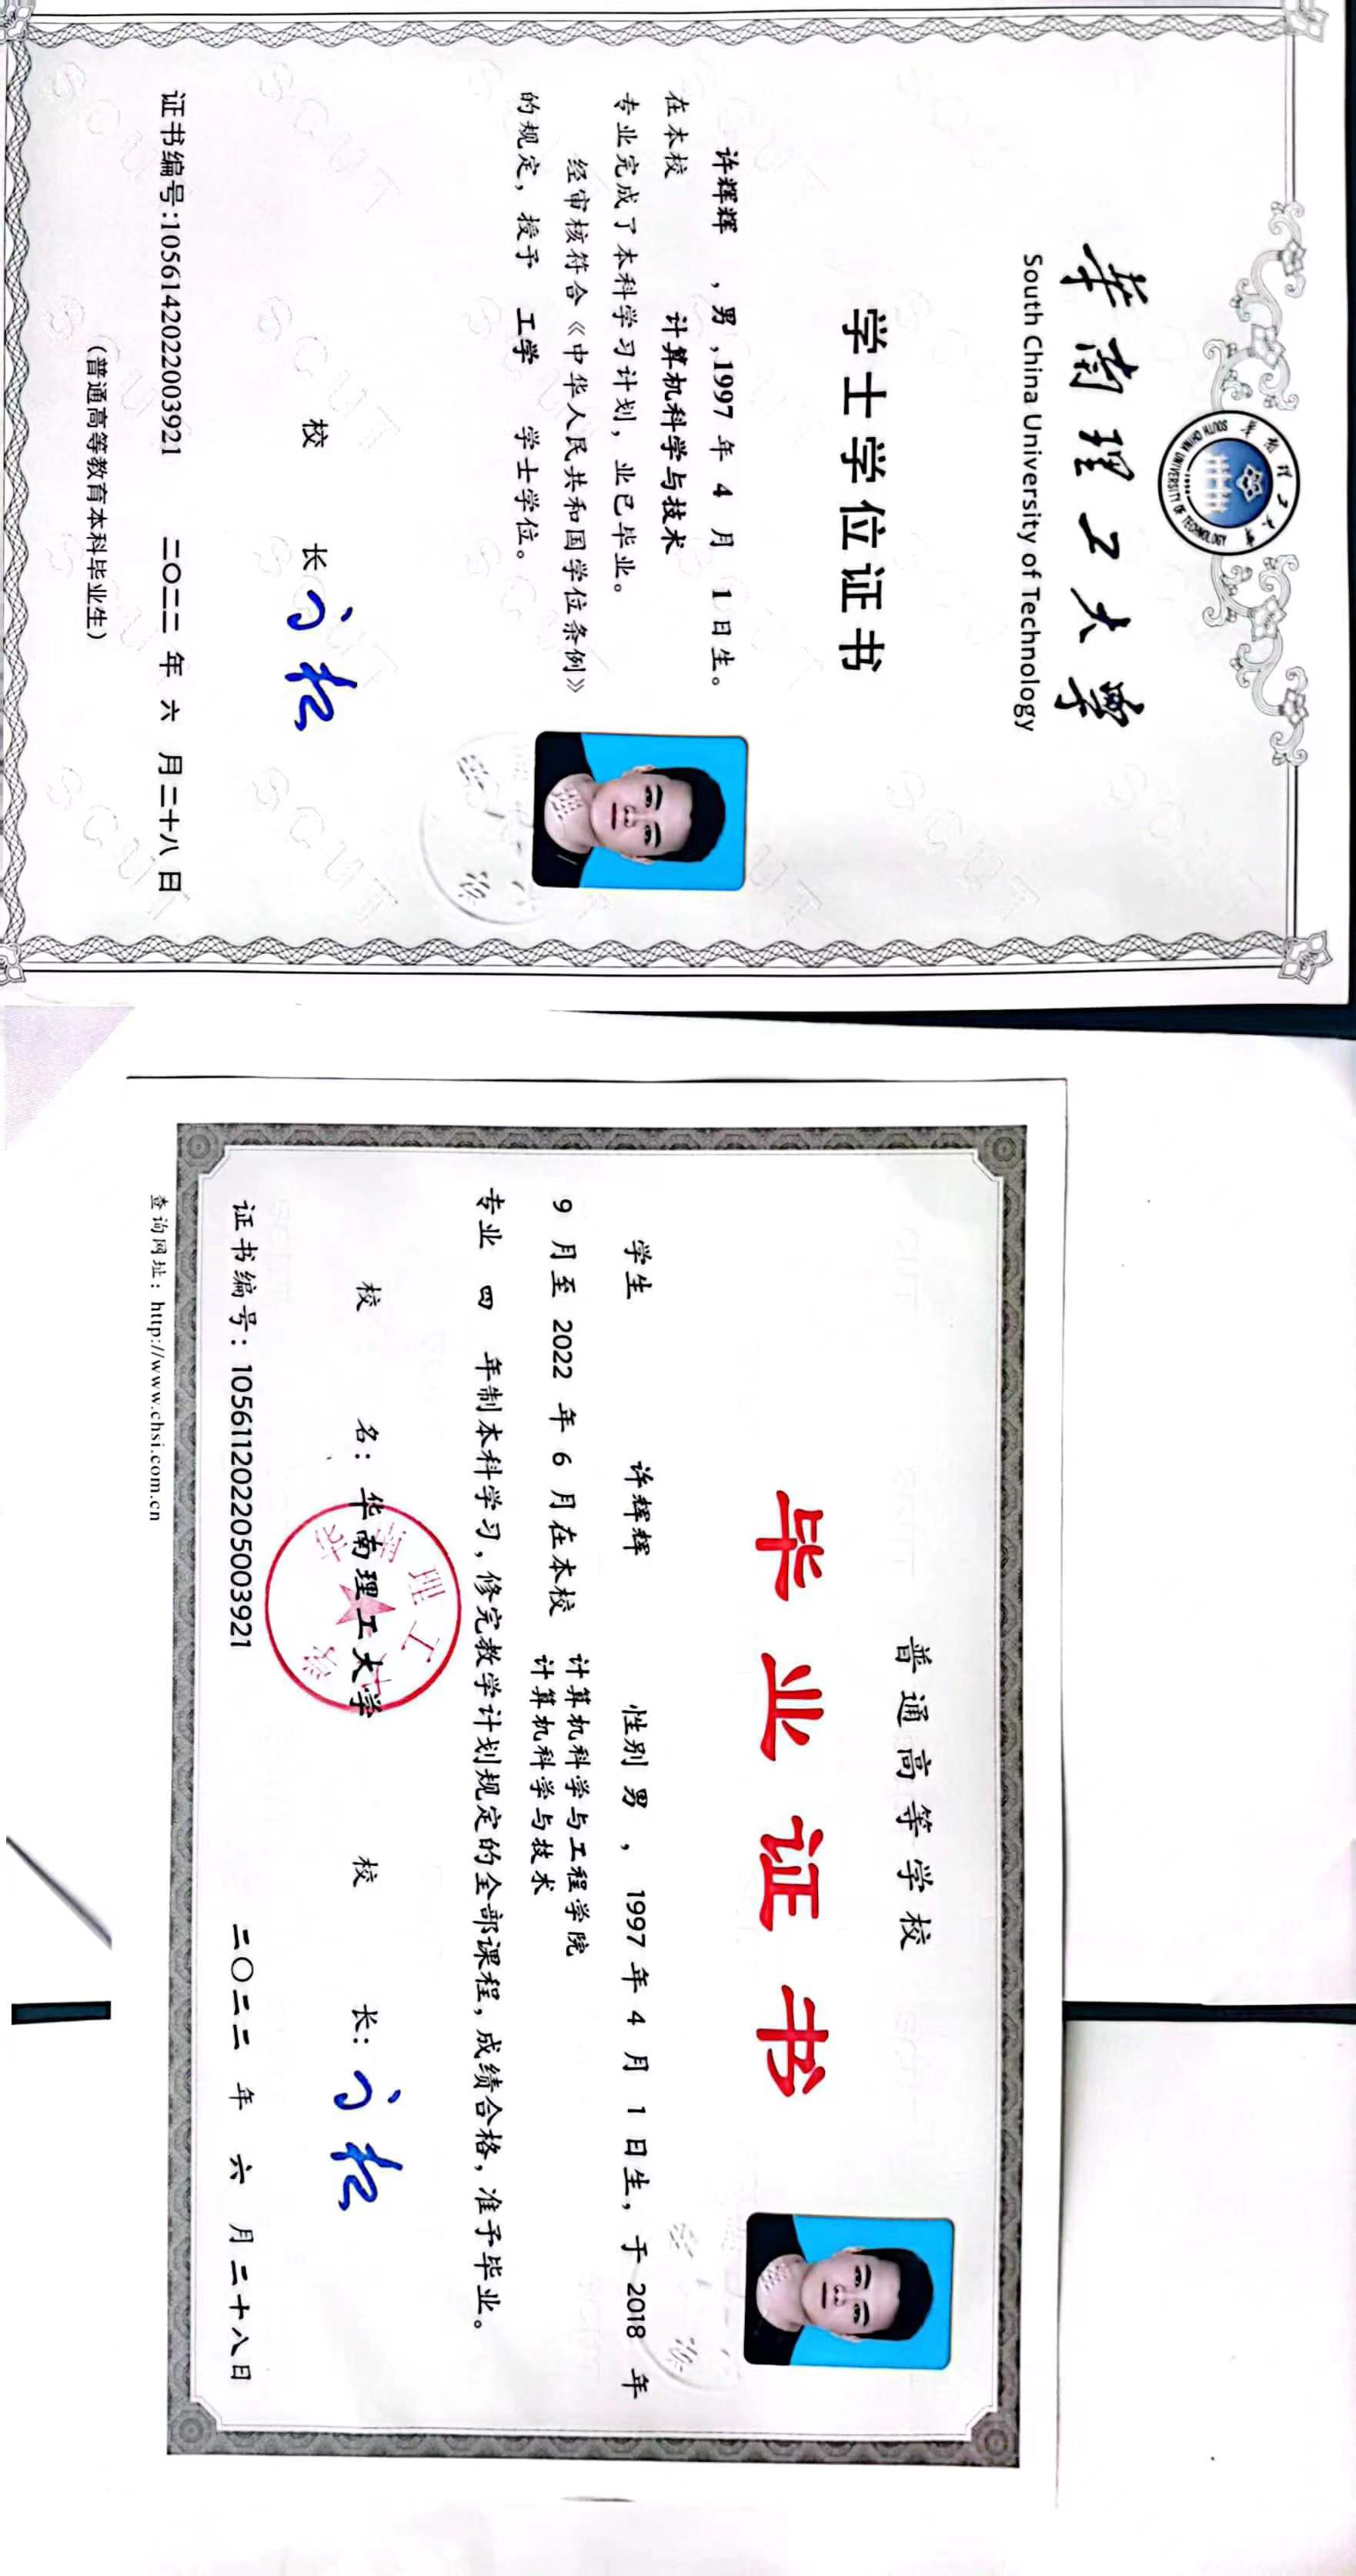 华南理工大学
South China University of Technology
学士学位证书
许辉辉 ，男，1997 年 4 月 1 日生。
在本校 计算机科学与技术
专业完成了本科学习计划，业已毕业。
经审核符合《中华人民共和国学位条例》
的规定，授予 工学 学士学位。
校 长
证书编号:1056142022003921 二〇二二 年 六 月二十八 日
（普通高等教育本科毕业生）
普通高等学校
毕业证书
学生 许辉辉 性别 男 ， 1997 年 4 月 1 日生，于 2018 年
9 月至 2022 年 6 月在本校 计算机科学与工程学院
计算机科学与技术
专业 四 年制本科学习，修完教学计划规定的全部课程，成绩合格，准予毕业。
校 名：华南理工大学 校 长：
证书编号：105611202205003921 二〇二二 年 六 月二十八日
查询网址：http://www.chsi.com.cn